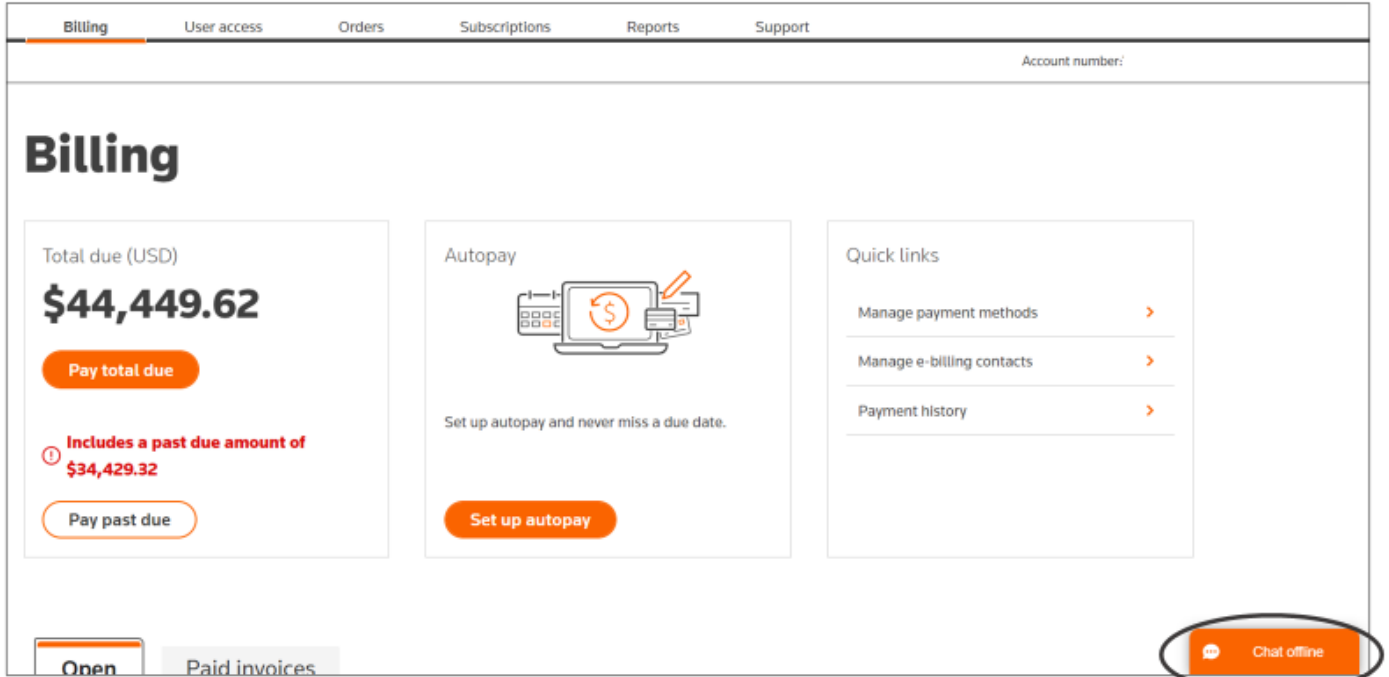 Billing User access Orders Subscriptions Reports Support
Account number:
Billing
Total due (USD)
$44,449.62
Pay total due
Includes a past due amount of
$34,429.32
Pay past due
Autopay
$
Set up autopay and never miss a due date.
Set up autopay
Quick links
Manage payment methods
Manage e-billing contacts
Payment history
Open Paid invoices
Chat offline